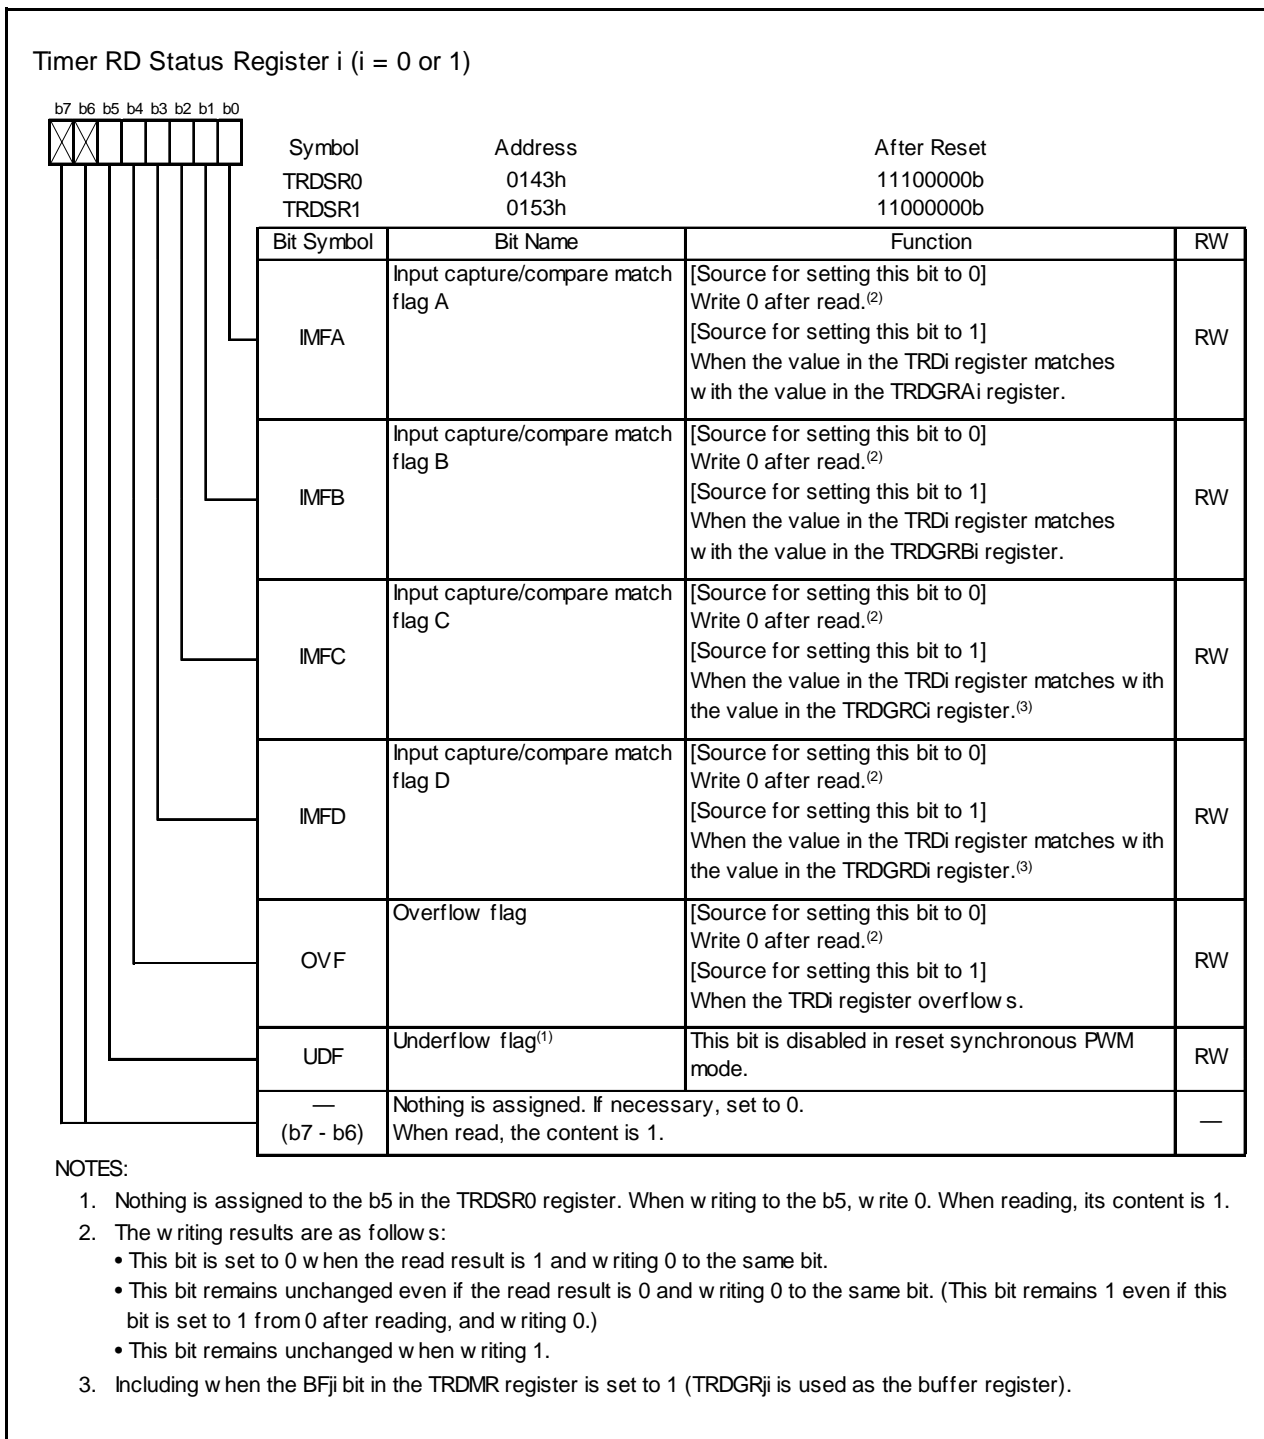 Timer RD Status Register i (i = 0 or 1)
b7 b6 b5 b4 b3 b2 b1 b0
Symbol Address After Reset
TRDSR0 0143h 11100000b
TRDSR1 0153h 11000000b
Bit Symbol Bit Name Function RW
IMFA
Input capture/compare match
flag A
[Source for setting this bit to 0]
Write 0 after read.(2)
[Source for setting this bit to 1]
When the value in the TRDi register matches
with the value in the TRDGRAi register.
RW
IMFB
Input capture/compare match
flag B
[Source for setting this bit to 0]
Write 0 after read.(2)
[Source for setting this bit to 1]
When the value in the TRDi register matches
with the value in the TRDGRBi register.
RW
IMFC
Input capture/compare match
flag C
[Source for setting this bit to 0]
Write 0 after read.(2)
[Source for setting this bit to 1]
When the value in the TRDi register matches with
the value in the TRDGRCi register.(3)
RW
IMFD
Input capture/compare match
flag D
[Source for setting this bit to 0]
Write 0 after read.(2)
[Source for setting this bit to 1]
When the value in the TRDi register matches with
the value in the TRDGRDi register.(3)
RW
OVF
Overflow flag
[Source for setting this bit to 0]
Write 0 after read.(2)
[Source for setting this bit to 1]
When the TRDi register overflows.
RW
UDF
Underflow flag(1)
This bit is disabled in reset synchronous PWM
mode.
RW
—
(b7 - b6)
Nothing is assigned. If necessary, set to 0.
When read, the content is 1.
—
NOTES:
1. Nothing is assigned to the b5 in the TRDSR0 register. When writing to the b5, write 0. When reading, its content is 1.
2. The writing results are as follows:
• This bit is set to 0 when the read result is 1 and writing 0 to the same bit.
• This bit remains unchanged even if the read result is 0 and writing 0 to the same bit. (This bit remains 1 even if this
bit is set to 1 from 0 after reading, and writing 0.)
• This bit remains unchanged when writing 1.
3. Including when the BFji bit in the TRDMR register is set to 1 (TRDGRji is used as the buffer register).